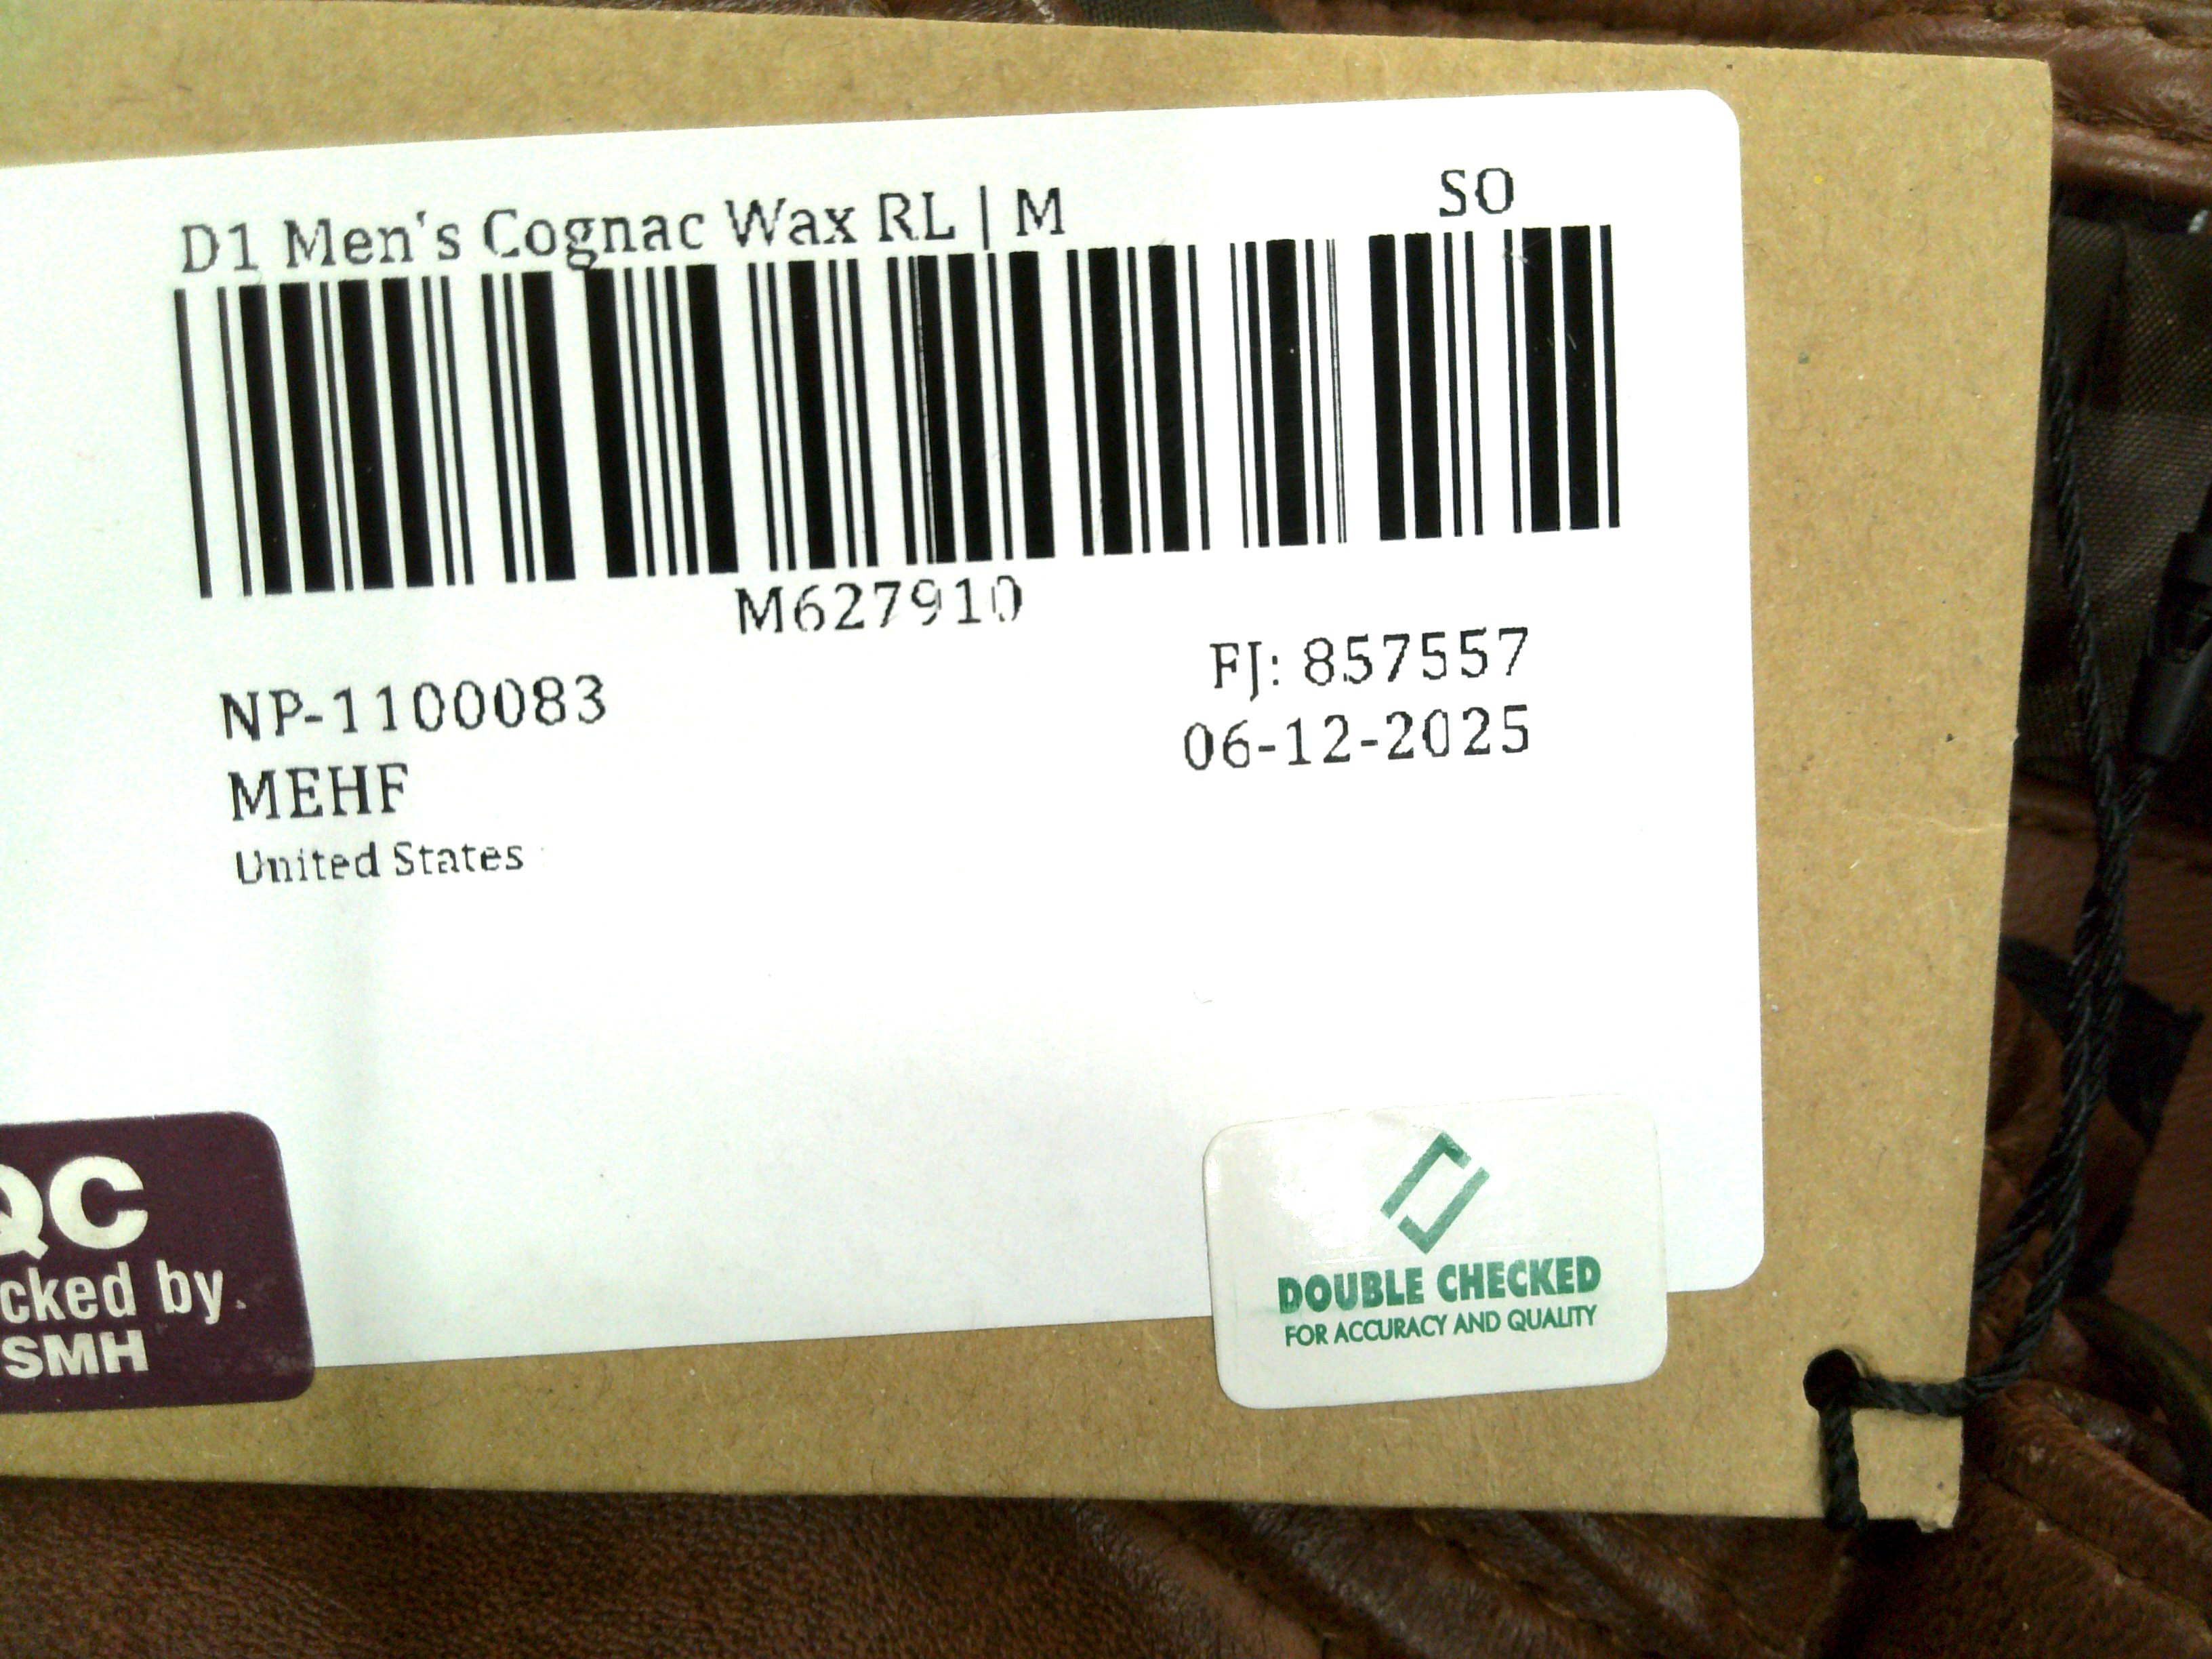 D1 Men's Cognac Wax RL | M
SO
M627910
FJ: 857557
NP-1100083
06-12-2025
MEHF
United States
QC
cked by.
SMH
DOUBLE CHECKED
FOR ACCURACY AND QUALITY